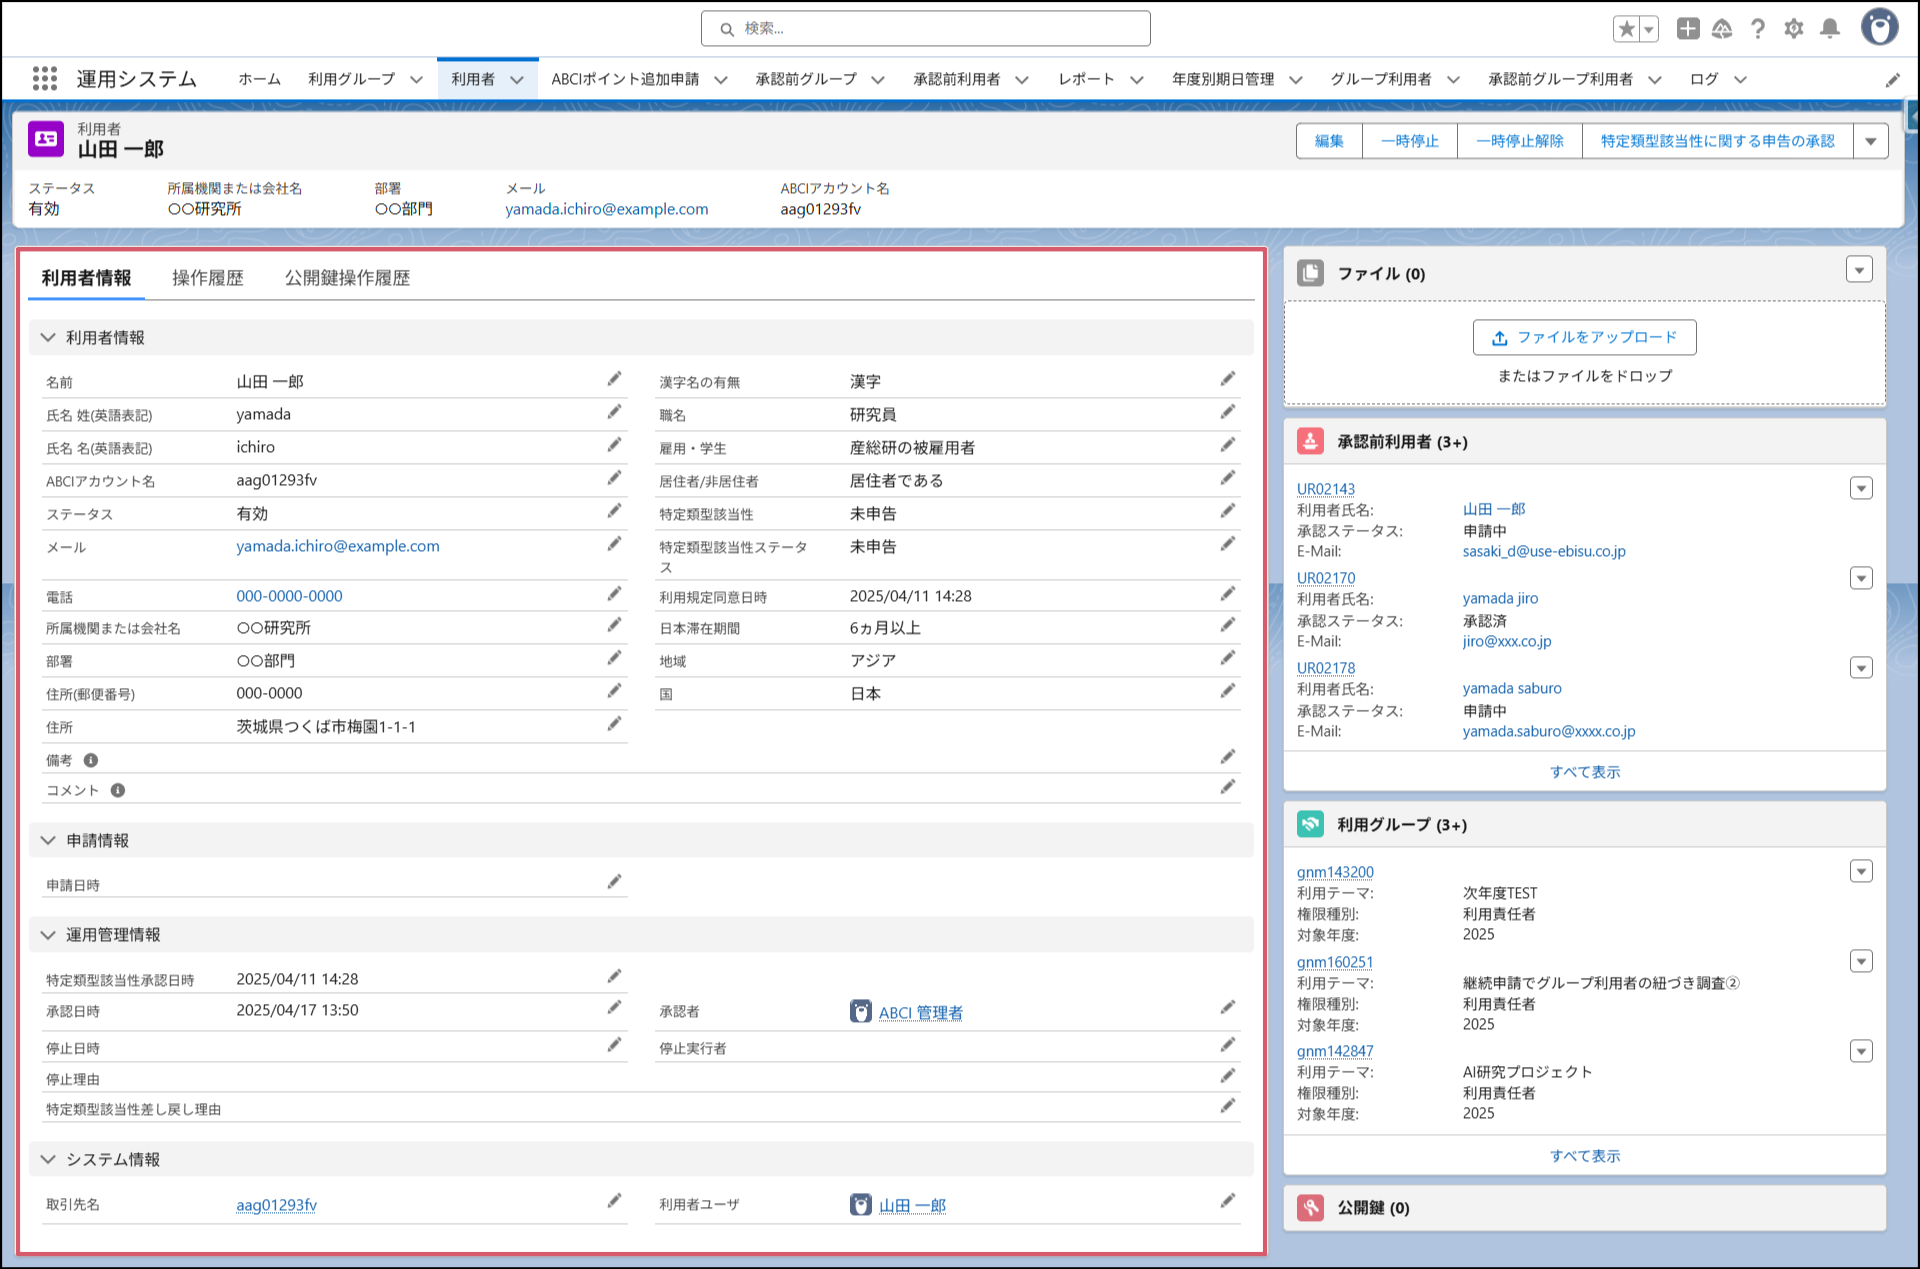 検索...
運用システム
ホーム
利用グループ
利用者
ABCIポイント追加申請
承認前グループ
承認前利用者
レポート
年度別期日管理
グループ利用者
承認前グループ利用者
ログ
利用者
山田 一郎
編集
一時停止
一時停止解除
特定類型該当性に関する申告の承認
ステータス
有効
所属機関または会社名
〇〇研究所
部署
〇〇部門
メール
yamada.ichiro@example.com
ABCIアカウント名
aag01293fv
利用者情報
操作履歴
公開鍵操作履歴
利用者情報
名前 山田 一郎
漢字名の有無 漢字
氏名 姓(英語表記) yamada
職名 研究員
氏名 名(英語表記) ichiro
雇用・学生 産総研の被雇用者
ABCIアカウント名 aag01293fv
居住者/非居住者 居住者である
ステータス 有効
特定類型該当性 未申告
メール yamada.ichiro@example.com
特定類型該当性ステータ 未申告
ス
電話 000-0000-0000
利用規定同意日時 2025/04/11 14:28
所属機関または会社名 〇〇研究所
日本滞在期間 6ヵ月以上
部署 〇〇部門
地域 アジア
住所(郵便番号) 000-0000
国 日本
住所 茨城県つくば市梅園1-1-1
備考
コメント
申請情報
申請日時
運用管理情報
特定類型該当性承認日時 2025/04/11 14:28
承認日時 2025/04/17 13:50
承認者 ABCI 管理者
停止日時
停止実行者
停止理由
特定類型該当性差し戻し理由
システム情報
取引先名 aag01293fv
利用者ユーザ 山田 一郎
ファイル (0)
ファイルをアップロード
またはファイルをドロップ
承認前利用者 (3+)
UR02143
利用者氏名: 山田 一郎
承認ステータス: 申請中
E-Mail: sasaki_d@use-ebisu.co.jp
UR02170
利用者氏名: yamada jiro
承認ステータス: 承認済
E-Mail: jiro@xxx.co.jp
UR02178
利用者氏名: yamada saburo
承認ステータス: 申請中
E-Mail: yamada.saburo@xxxx.co.jp
すべて表示
利用グループ (3+)
gnm143200
利用テーマ: 次年度TEST
権限種別: 利用責任者
対象年度: 2025
gnm160251
利用テーマ: 継続申請でグループ利用者の紐づき調査②
権限種別: 利用責任者
対象年度: 2025
gnm142847
利用テーマ: AI研究プロジェクト
権限種別: 利用責任者
対象年度: 2025
すべて表示
公開鍵 (0)